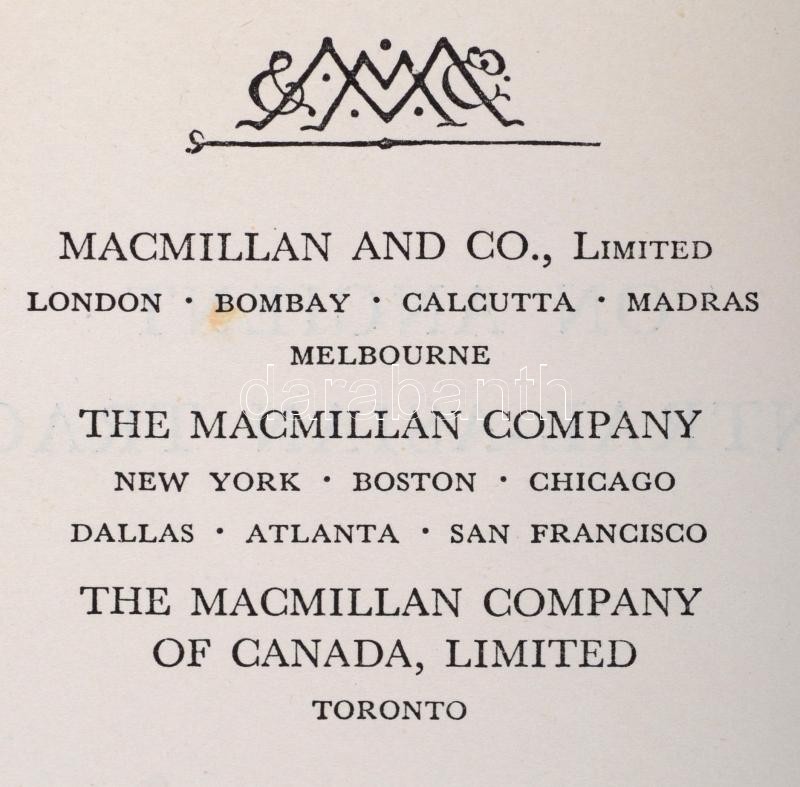 MACMILLAN AND CO., LIMITED
LONDON · BOMBAY · CALCUTTA · MADRAS
MELBOURNE
darabanth
THE MACMILLAN COMPANY
NEW YORK · BOSTON · CHICAGO
DALLAS · ATLANTA · SAN FRANCISCO
THE MACMILLAN COMPANY
OF CANADA, LIMITED
TORONTO